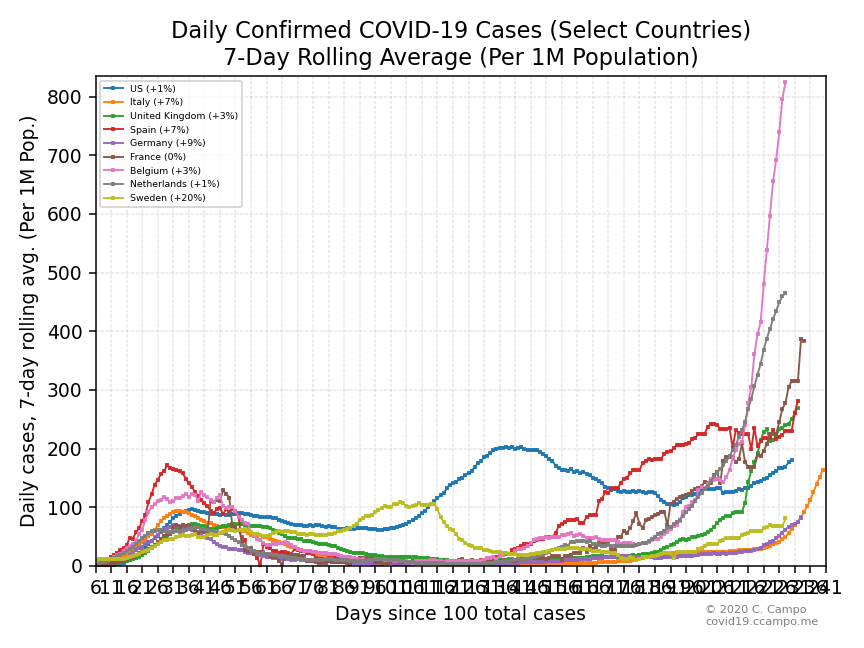 Daily Confirmed COVID-19 Cases (Select Countries)
7-Day Rolling Average (Per 1M Population)
US (+1%)
Italy (+7%)
United Kingdom (+3%)
Spain (+7%)
Germany (+9%)
France (0%)
Belgium (+3%)
Netherlands (+1%)
Sweden (+20%)
Daily cases, 7-day rolling avg. (Per 1M Pop.)
800
700
600
500
400
300
200
100
0
Days since 100 total cases
© 2020 C. Campo
covid19.ccampo.me